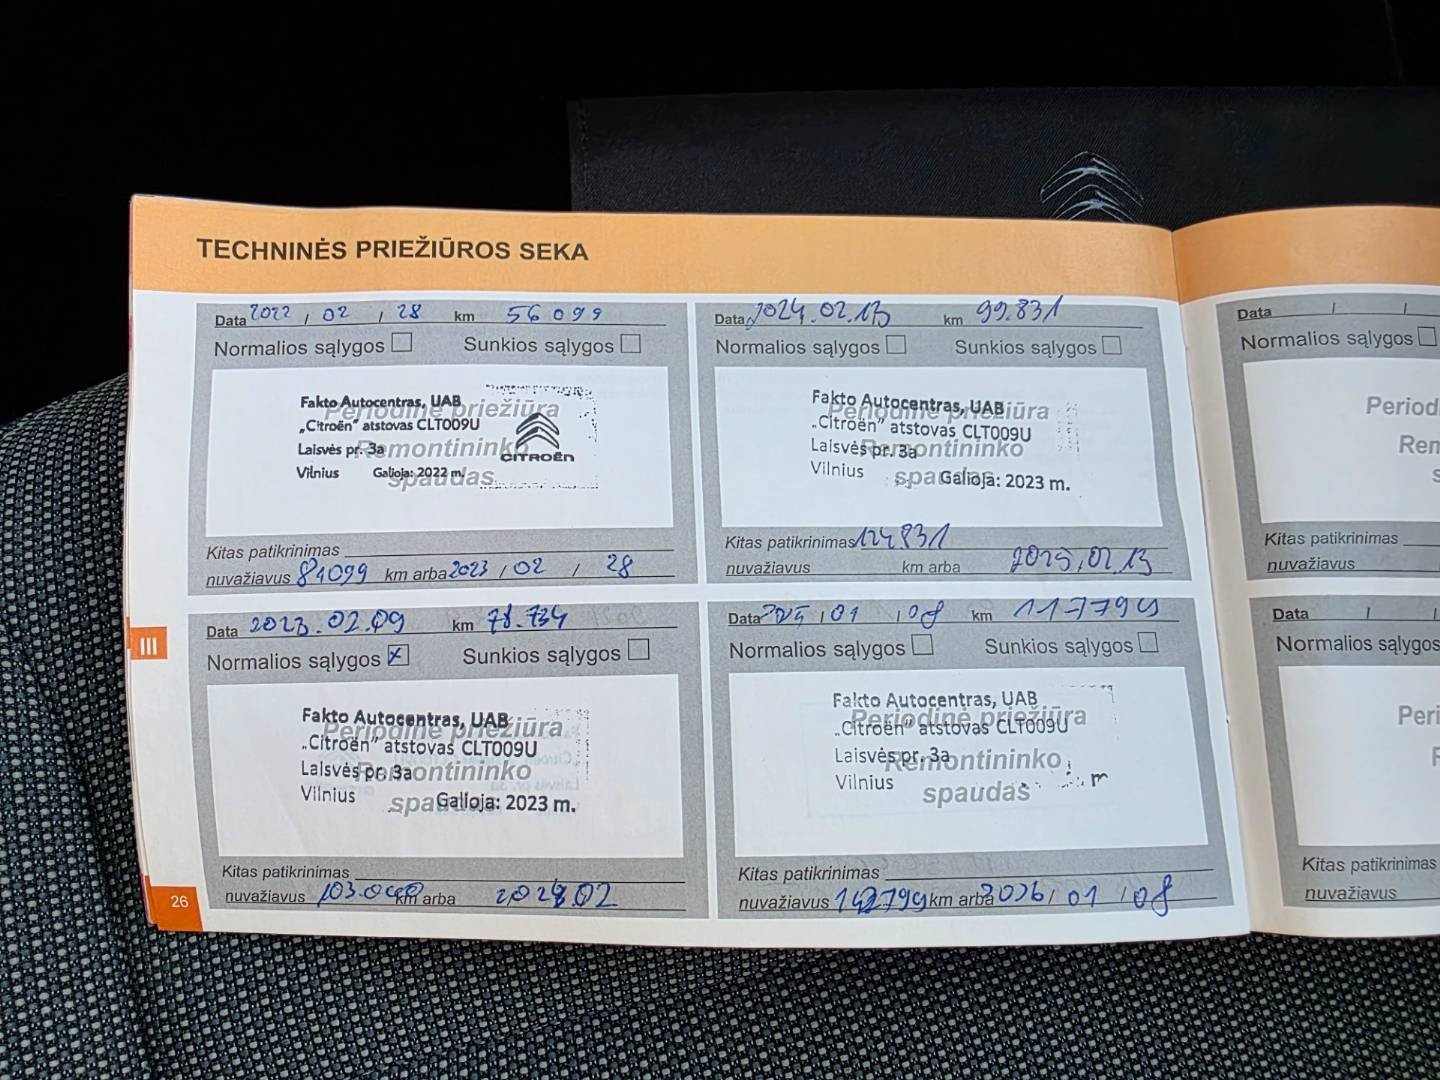 TECHNINĖS PRIEŽIŪROS SEKA
Data 2022 / 02 / 28 km 56 099
Normalios sąlygos Sunkios sąlygos
Periodinė priežiūra
Remontininko
spaudas
Fakto Autocentras, UAB
„Citroën” atstovas CLT009U
Laisvės pr. 3a
Vilnius Galioja: 2022 m.
CITROËN
Kitas patikrinimas
nuvažiavus 81099 km arba 2023 / 02 / 28
Data 2023.02.09 km 78.734
Normalios sąlygos x Sunkios sąlygos
Periodinė priežiūra
Remontininko
spaudas
Fakto Autocentras, UAB
„Citroën” atstovas CLT009U
Laisvės pr. 3a
Vilnius
Galioja: 2023 m.
Kitas patikrinimas
nuvažiavus km arba 02
Data 2024.02.13 km 99.831
Normalios sąlygos Sunkios sąlygos
Periodinė priežiūra
Remontininko
spaudas
Fakto Autocentras, UAB
„Citroën” atstovas CLT009U
Laisvės pr. 3a
Vilnius
Galioja: 2023 m.
Kitas patikrinimas 124831
nuvažiavus km arba 2025.02.13
Data 2025 / 01 / 08 km 117799
Normalios sąlygos Sunkios sąlygos
Periodinė priežiūra
Remontininko
spaudas
Fakto Autocentras, UAB
„Citroën” atstovas CLT009U
Laisvės pr. 3a
Vilnius
m
Kitas patikrinimas
nuvažiavus 142799 km arba 2026 / 01 / 08
Data / /
Normalios sąlygos
Period
Rem
Kitas patikrinimas
nuvažiavus
Data / /
Normalios sąlygos
Peri
Kitas patikrinimas
nuvažiavus
III
26